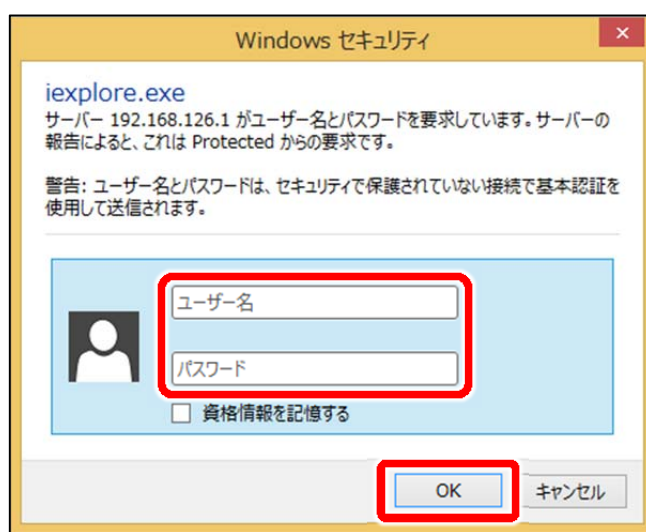 Windows セキュリティ
iexplore.exe
サーバー 192.168.126.1 がユーザー名とパスワードを要求しています。サーバーの
報告によると、これは Protected からの要求です。
警告: ユーザー名とパスワードは、セキュリティで保護されていない接続で基本認証を
使用して送信されます。
ユーザー名
パスワード
資格情報を記憶する
OK
キャンセル